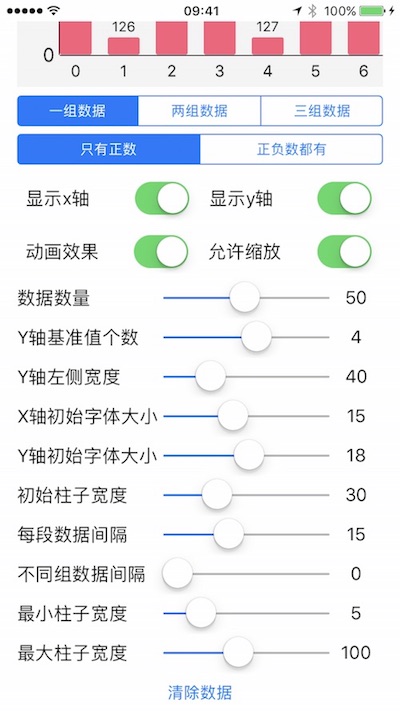 09:41 100%
126 127
0
0 1 2 3 4 5 6
一组数据 两组数据 三组数据
只有正数 正负数都有
显示x轴 显示y轴
动画效果 允许缩放
数据数量 50
Y轴基准值个数 4
Y轴左侧宽度 40
X轴初始字体大小 15
Y轴初始字体大小 18
初始柱子宽度 30
每段数据间隔 15
不同组数据间隔 0
最小柱子宽度 5
最大柱子宽度 100
清除数据